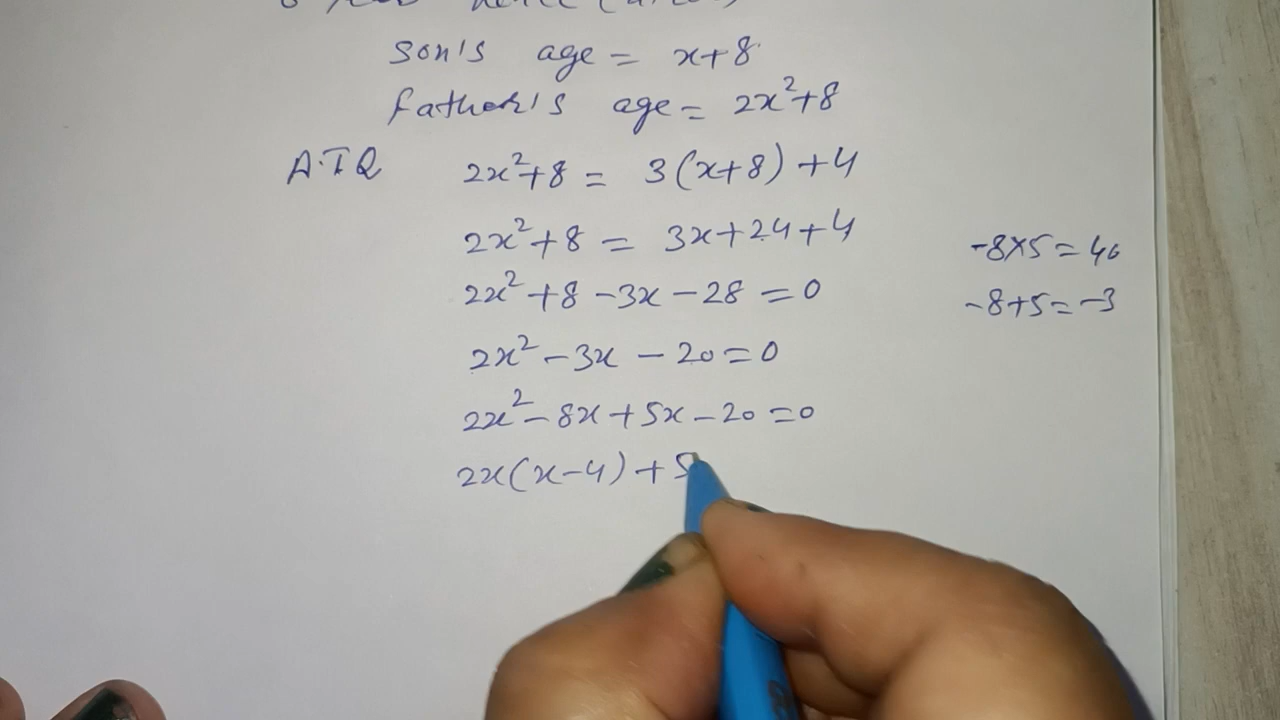 son's age = x+8
father's age = 2x²+8
A.T.Q 2x²+8 = 3(x+8)+4
2x²+8 = 3x+24+4
-8×5=40
2x²+8-3x-28=0
-8+5=-3
2x²-3x-20=0
2x²-8x+5x-20=0
2x(x-4)+5